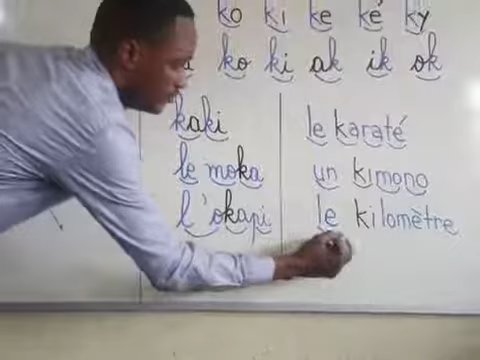 ko ki ke ké ky
ko ki ak ik ok
kaki
le moka
l'okapi
le karaté
un kimono
le kilomètre